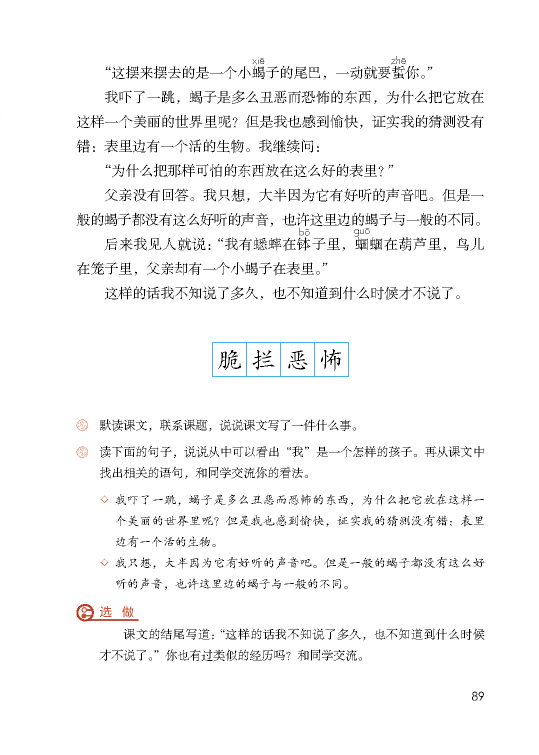 xiē zhē
“这摆来摆去的是一个小蝎子的尾巴，一动就要蜇你。”
我吓了一跳，蝎子是多么丑恶而恐怖的东西，为什么把它放在
这样一个美丽的世界里呢？但是我也感到愉快，证实我的猜测没有
错：表里边有一个活的生物。我继续问：
“为什么把那样可怕的东西放在这么好的表里？”
父亲没有回答。我只想，大半因为它有好听的声音吧。但是一
般的蝎子都没有这么好听的声音，也许这里边的蝎子与一般的不同。
bō guō
后来我见人就说：“我有蟋蟀在钵子里，蝈蝈在葫芦里，鸟儿
在笼子里，父亲却有一个小蝎子在表里。”
这样的话我不知说了多久，也不知道到什么时候才不说了。
脆拦恶怖
默读课文，联系课题，说说课文写了一件什么事。
读下面的句子，说说从中可以看出“我”是一个怎样的孩子。再从课文中
找出相关的语句，和同学交流你的看法。
◇ 我吓了一跳，蝎子是多么丑恶而恐怖的东西，为什么把它放在这样一
个美丽的世界里呢？但是我也感到愉快，证实我的猜测没有错：表里
边有一个活的生物。
◇ 我只想，大半因为它有好听的声音吧。但是一般的蝎子都没有这么好
听的声音，也许这里边的蝎子与一般的不同。
选做
课文的结尾写道：“这样的话我不知说了多久，也不知道到什么时候
才不说了。”你也有过类似的经历吗？和同学交流。
89